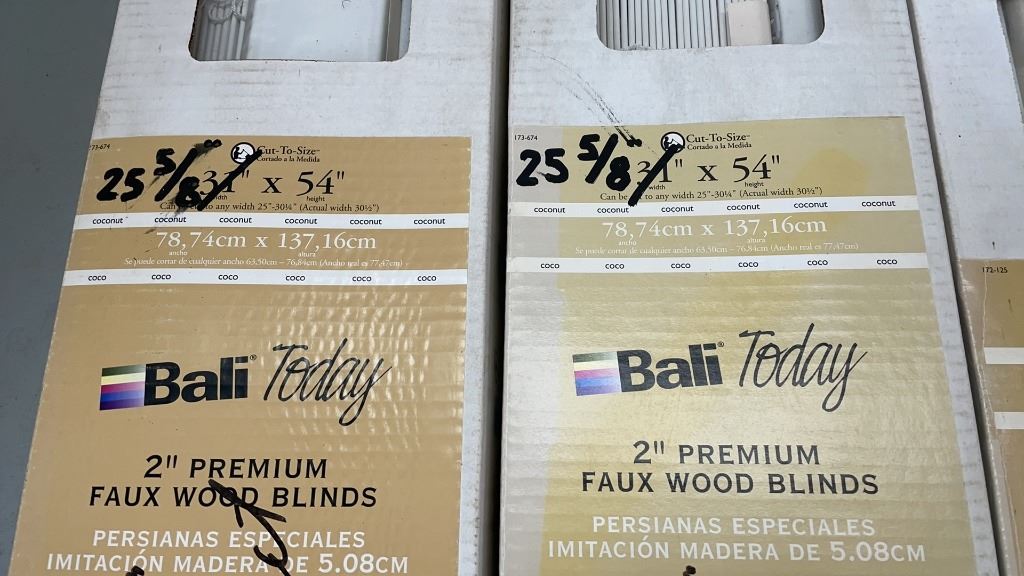 173-674
Cut-To-Size™
Cortado a la Medida
25 5/8 31" x 54"
width height
to any width 25"-30¼" (Actual width 30½")
coconut coconut coconut coconut coconut coconut
78,74cm x 137,16cm
ancho altura
Se puede cortar de cualquier ancho 63,50cm – 76,84cm (Ancho real es 77,47cm)
coco coco coco coco coco coco
Bali® Today
2" PREMIUM
FAUX WOOD BLINDS
PERSIANAS ESPECIALES
IMITACIÓN MADERA DE 5.08CM
173-674
Cut-To-Size™
Cortado a la Medida
25 5/8 31" x 54"
width height
Can be to any width 25"-30¼" (Actual width 30½")
coconut coconut coconut coconut coconut coconut
78,74cm x 137,16cm
ancho altura
Se puede cortar de cualquier ancho 63,50cm – 76,84cm (Ancho real es 77,47cm)
coco coco coco coco coco coco
Bali® Today
2" PREMIUM
FAUX WOOD BLINDS
PERSIANAS ESPECIALES
IMITACIÓN MADERA DE 5.08CM
172-125